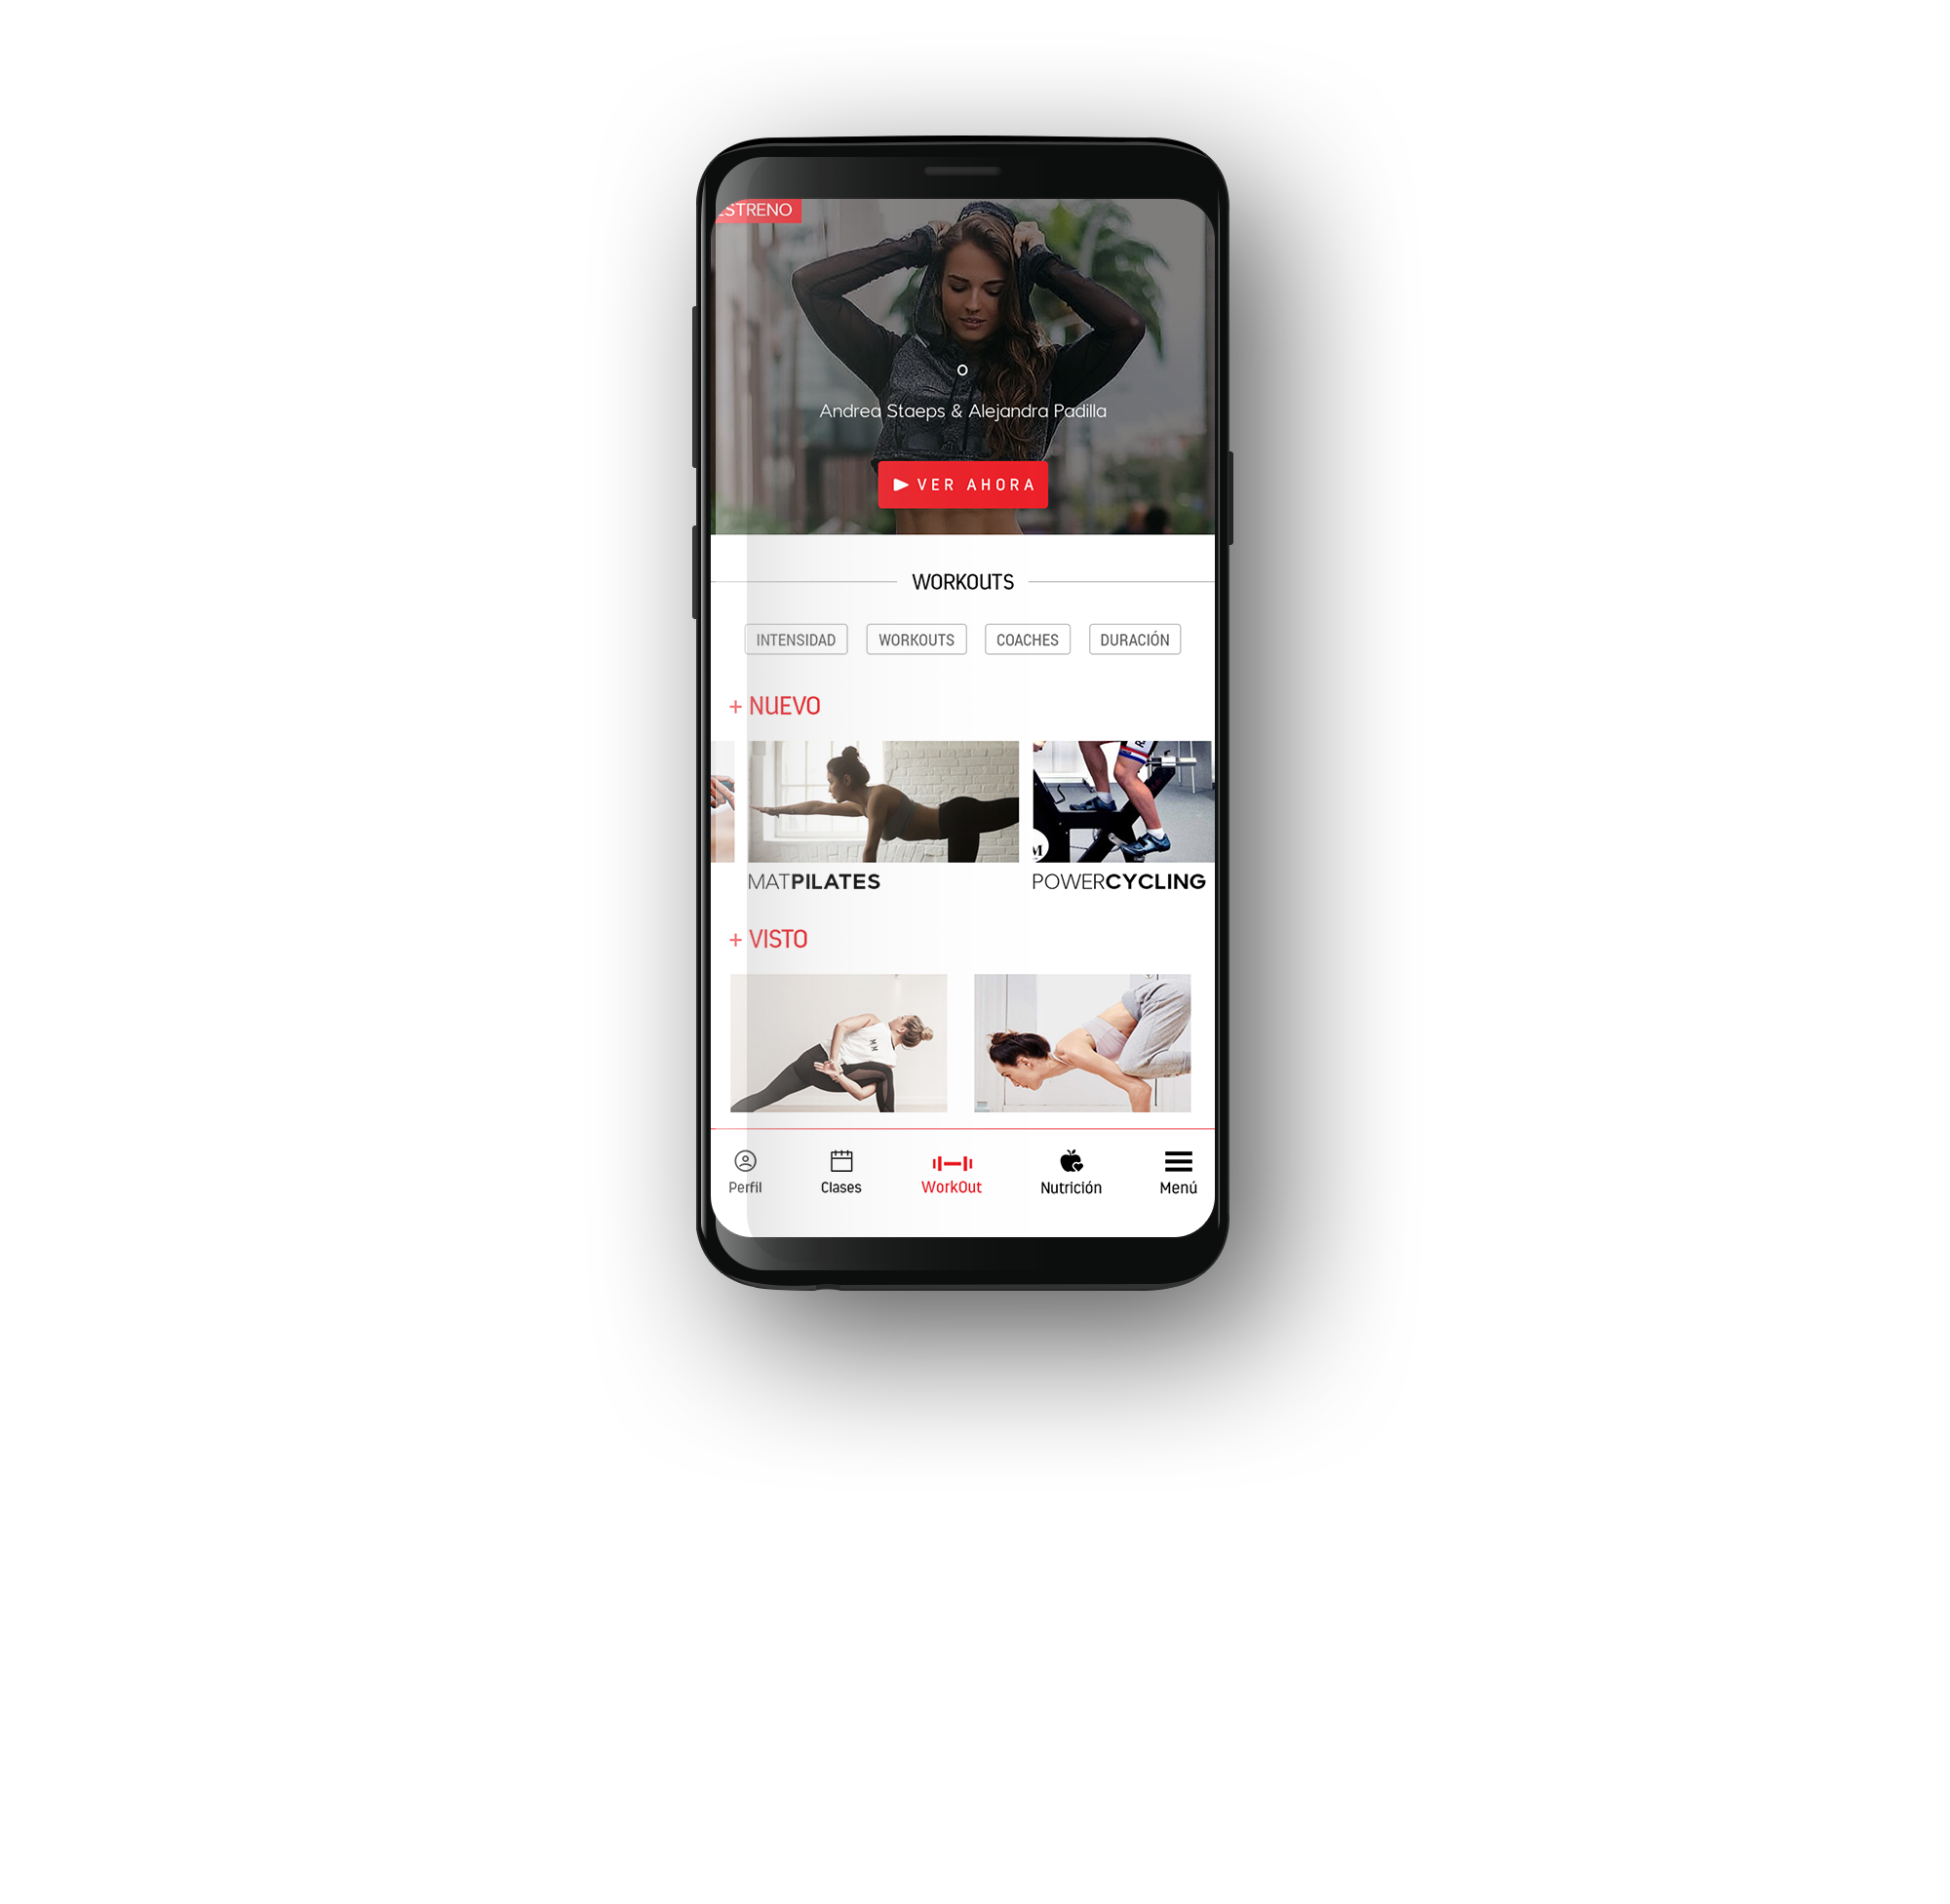 ESTRENO
o
Andrea Staeps & Alejandra Padilla
VER AHORA
WORKOUTS
INTENSIDAD WORKOUTS COACHES DURACIÓN
+ NUEVO
M
MATPILATES POWERCYCLING
+ VISTO
Perfil Clases WorkOut Nutrición Menú